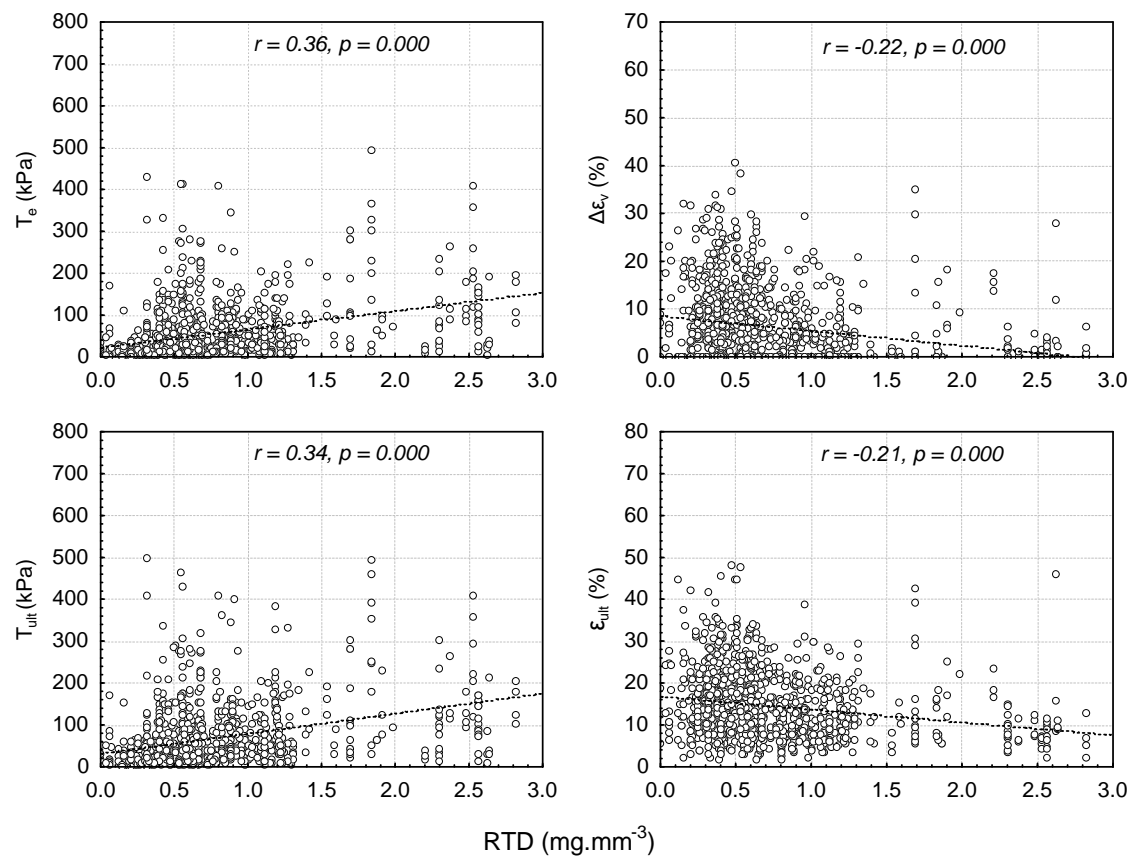 r = 0.36, p = 0.000
T_e (kPa)
800
700
600
500
400
300
200
100
0
0.0 0.5 1.0 1.5 2.0 2.5 3.0
r = -0.22, p = 0.000
Δε_v (%)
70
60
50
40
30
20
10
0
0.0 0.5 1.0 1.5 2.0 2.5 3.0
r = 0.34, p = 0.000
T_ult (kPa)
800
700
600
500
400
300
200
100
0
0.0 0.5 1.0 1.5 2.0 2.5 3.0
r = -0.21, p = 0.000
ε_ult (%)
80
60
50
40
30
20
10
0
0.0 0.5 1.0 1.5 2.0 2.5 3.0
RTD (mg.mm⁻³)